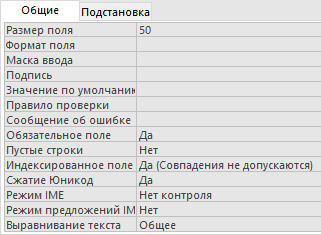 Общие Подстановка
Размер поля 50
Формат поля
Маска ввода
Подпись
Значение по умолчани
Правило проверки
Сообщение об ошибке
Обязательное поле Да
Пустые строки Нет
Индексированное поле Да (Совпадения не допускаются)
Сжатие Юникод Да
Режим IME Нет контроля
Режим предложений IM Нет
Выравнивание текста Общее